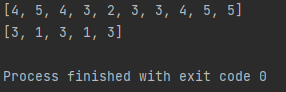 [4, 5, 4, 3, 2, 3, 3, 4, 5, 5]
[3, 1, 3, 1, 3]
Process finished with exit code 0